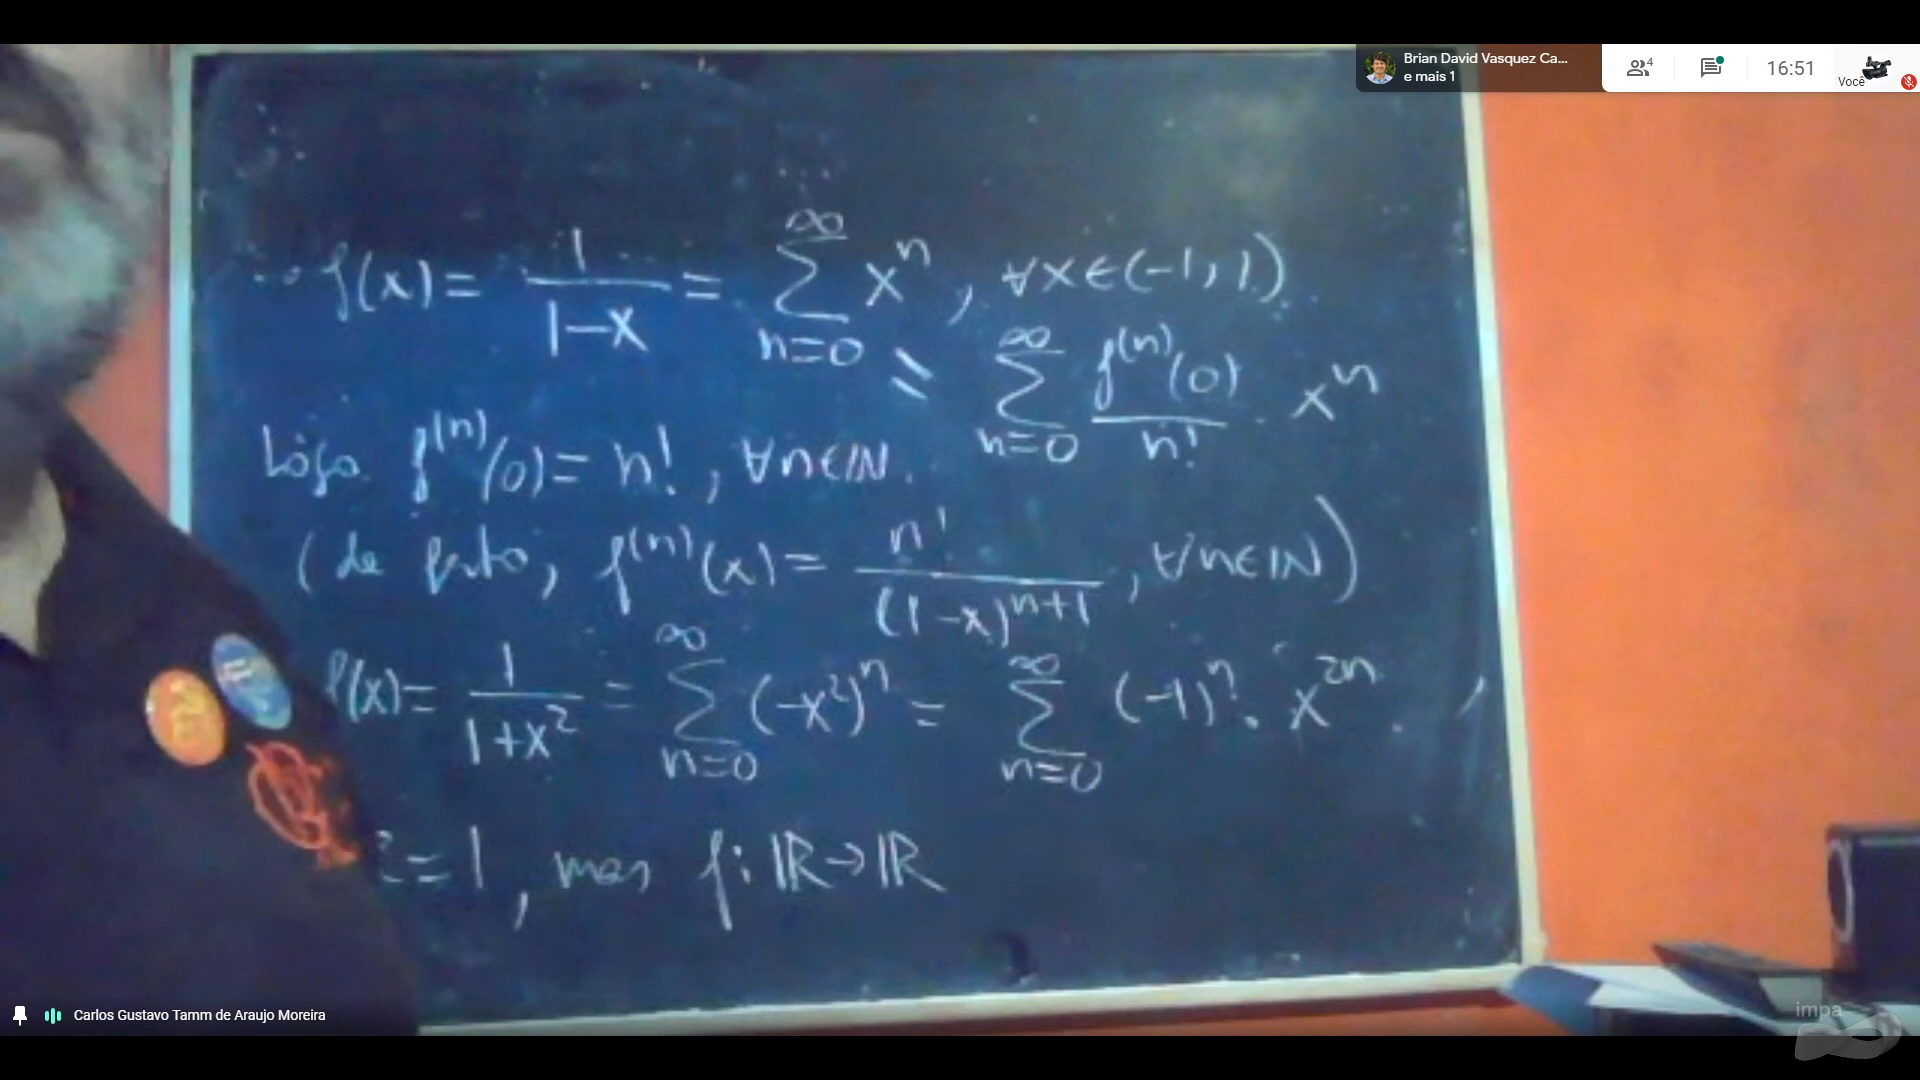 Brian David Vasquez Ca...
e mais 1
4
16:51
Você
f(x) = 1/(1-x) = ∑_{n=0}^{∞} x^n, ∀x∈(-1,1).
= ∑_{n=0}^{∞} f^{(n)}(0)/n! · x^n
Logo f^{(n)}(0) = n!, ∀n∈ℕ.
(de fato, f^{(n)}(x) = n!/(1-x)^{n+1}, ∀n∈ℕ)
f(x) = 1/(1+x²) = ∑_{n=0}^{∞} (-x²)^n = ∑_{n=0}^{∞} (-1)^n · x^{2n}.
= 1, mas f: ℝ→ℝ
Carlos Gustavo Tamm de Araujo Moreira
impa